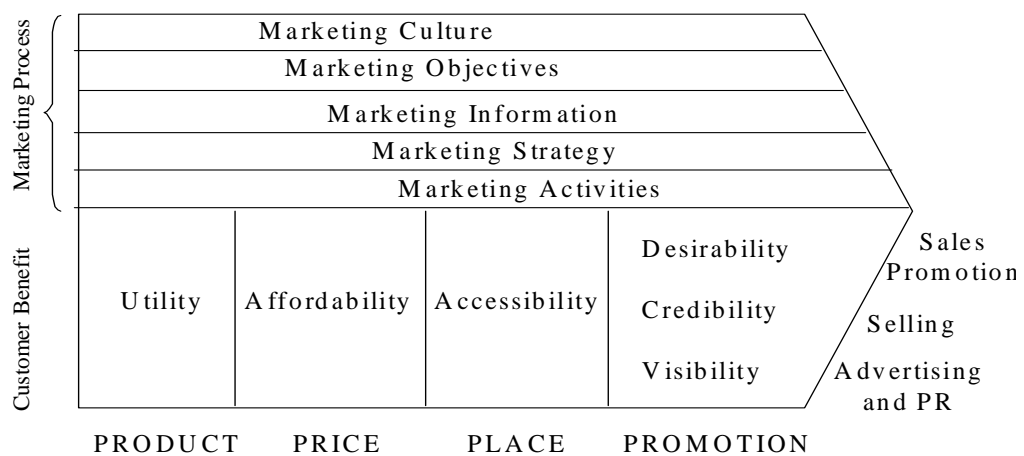 Marketing Process
Marketing Culture
Marketing Objectives
Marketing Information
Marketing Strategy
Marketing Activities
Customer Benefit
Utility
Affordability
Accessibility
Desirability
Credibility
Visibility
Sales
Promotion
Selling
Advertising
and PR
PRODUCT
PRICE
PLACE
PROMOTION